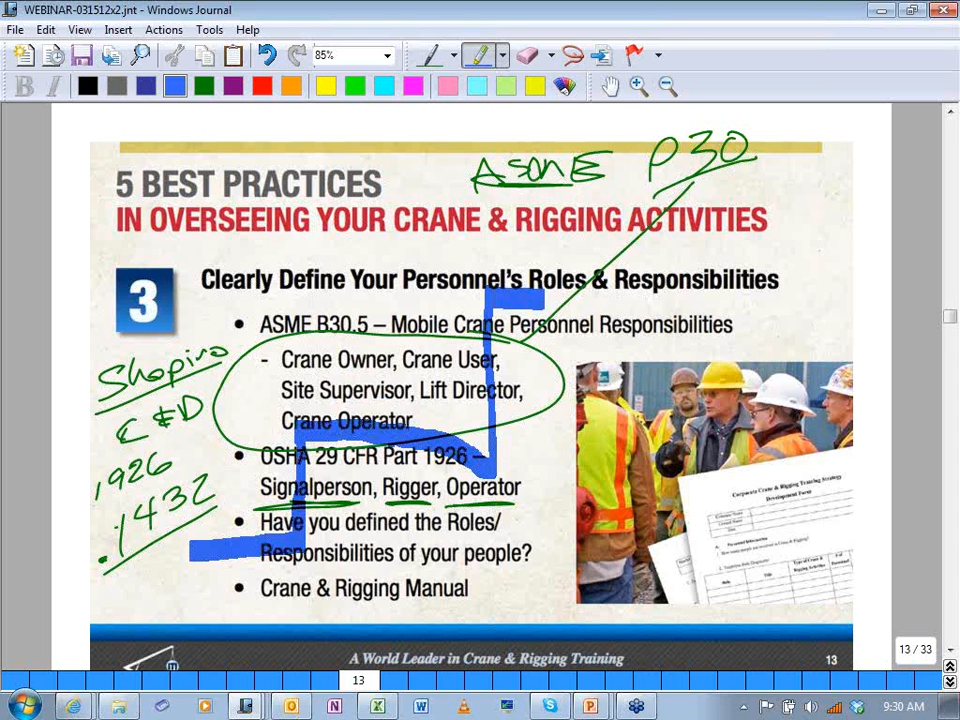 WEBINAR-031512x2.jnt - Windows Journal
File Edit View Insert Actions Tools Help
85%
B I
ASME P30
5 BEST PRACTICES
IN OVERSEEING YOUR CRANE & RIGGING ACTIVITIES
3 Clearly Define Your Personnel's Roles & Responsibilities
• ASME B30.5 – Mobile Crane Personnel Responsibilities
- Crane Owner, Crane User,
Site Supervisor, Lift Director,
Crane Operator
• OSHA 29 CFR Part 1926 –
Signalperson, Rigger, Operator
• Have you defined the Roles/
Responsibilities of your people?
• Crane & Rigging Manual
Shapiro
C & D
1926
.1432
Corporate Crane & Rigging Training Strategy
Development Form
A World Leader in Crane & Rigging Training
13
13 / 33
13
9:30 AM